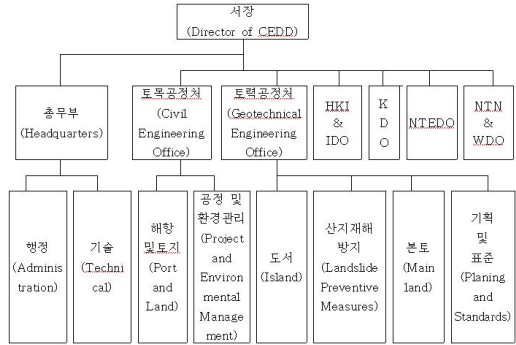 서장
(Director of CEDD)
총무부
(Headquarters)
토목공정처
(Civil
Engineering
Office)
토력공정처
(Geotechnical
Engineering
Office)
HKI
&
IDO
K
D
O
NTEDO
NTN
&
WDO
행정
(Adminis
tration)
기술
(Techni
cal)
해항
및토지
(Port
and
Land)
공정 및
환경관리
(Project
and
Environ
mental
Manage
ment)
도서
(Island)
산지재해
방지
(Landslide
Preventive
Measures)
본토
(Main
land)
기획
및
표준
(Planing
and
Standards)